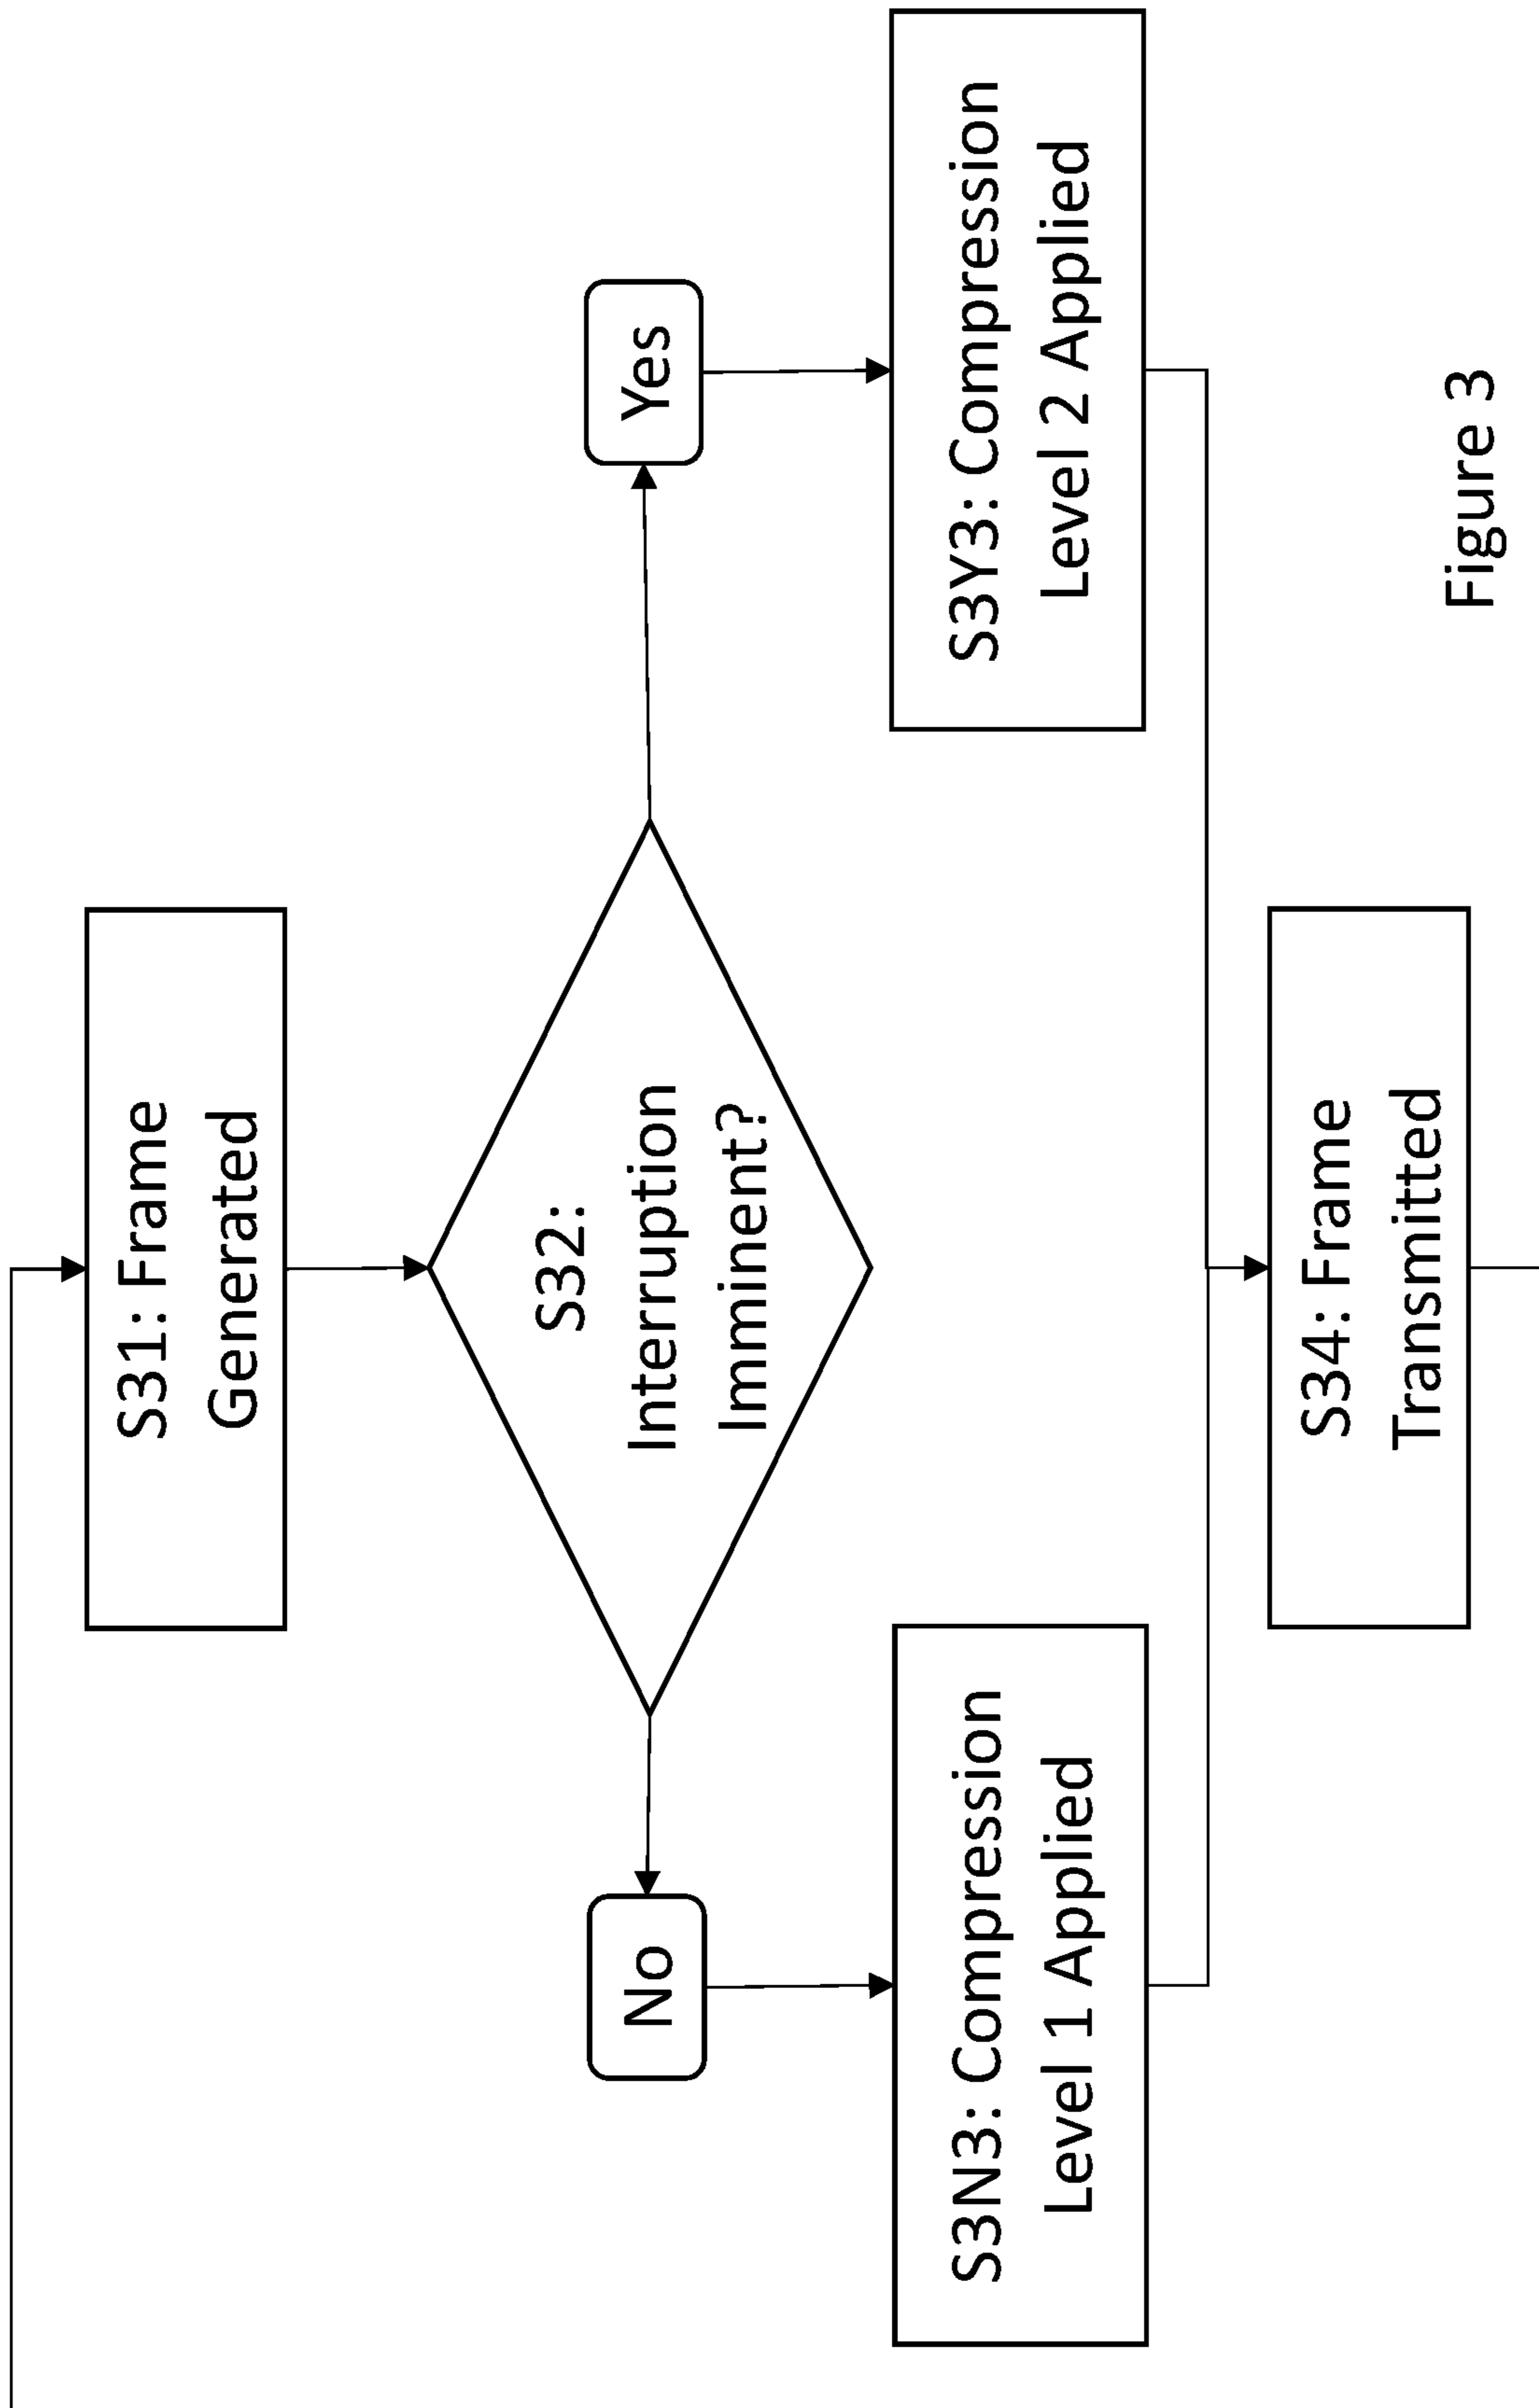 S31: Frame
Generated
S32:
Interruption
Imminent?
No
Yes
S3N3: Compression
Level 1 Applied
S3Y3: Compression
Level 2 Applied
S34: Frame
Transmitted
Figure 3